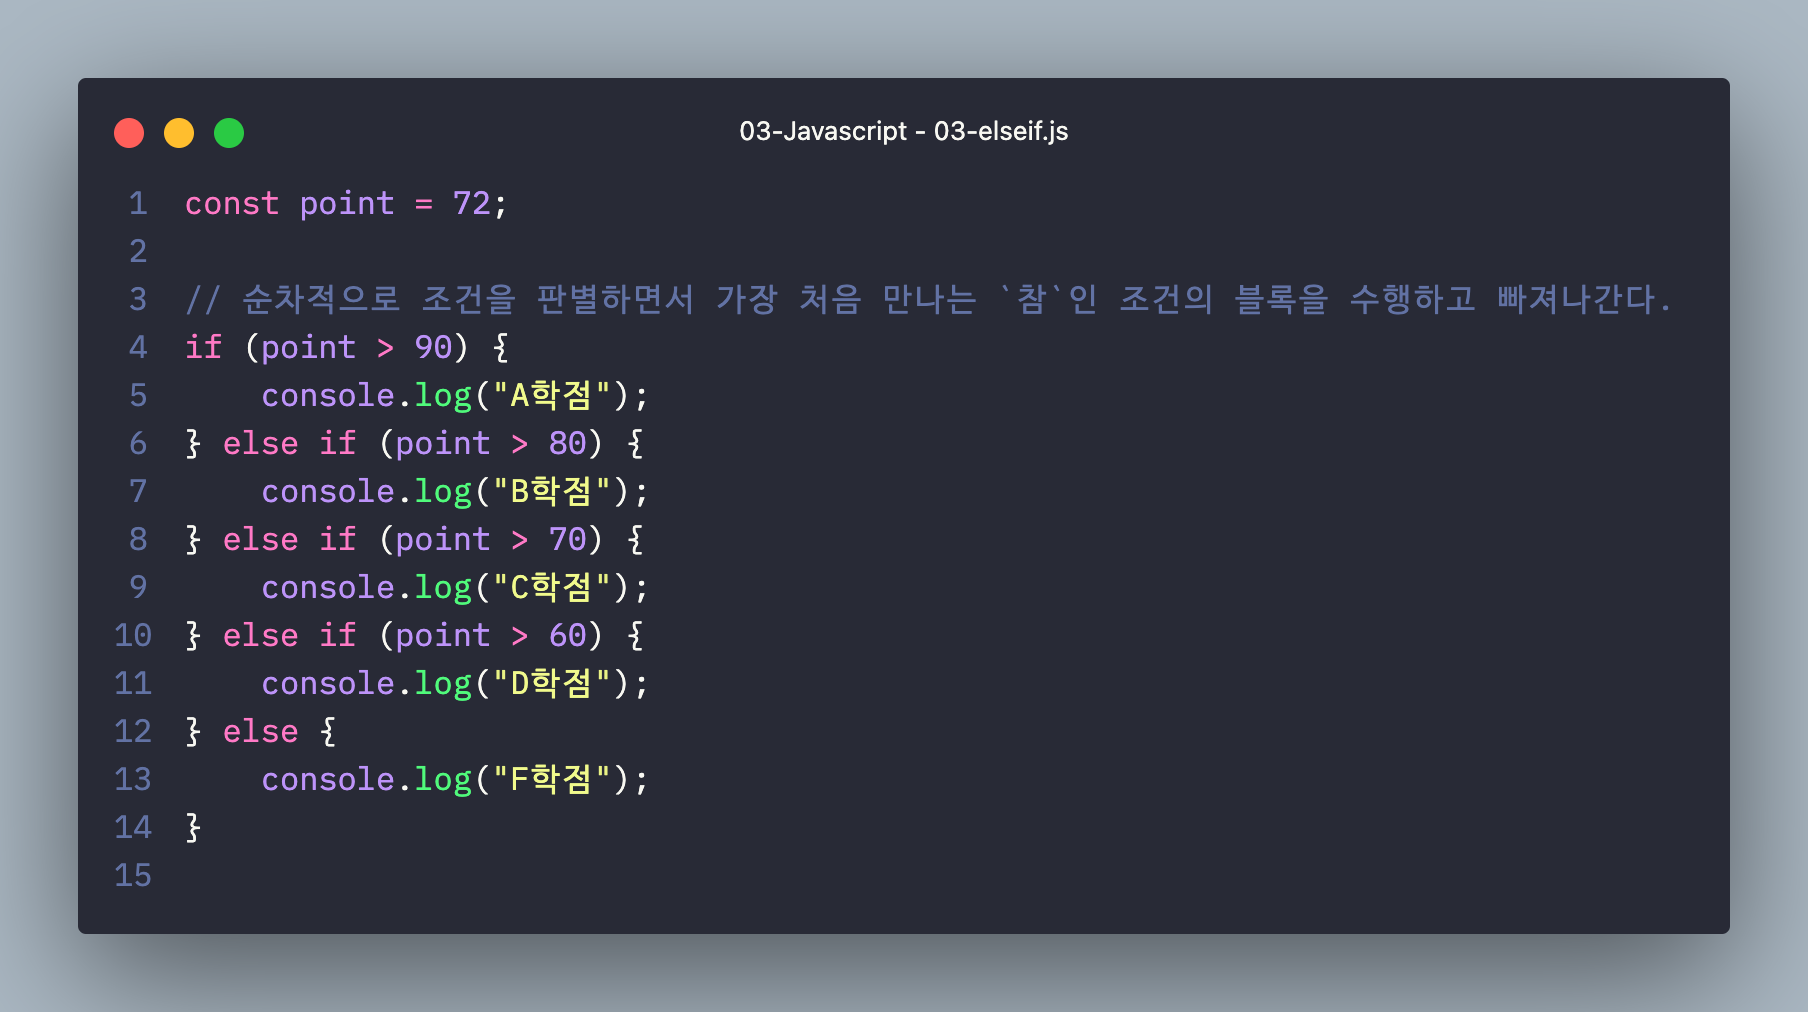 03-Javascript - 03-elseif.js
1 const point = 72;
2
3 // 순차적으로 조건을 판별하면서 가장 처음 만나는 `참`인 조건의 블록을 수행하고 빠져나간다.
4 if (point > 90) {
5     console.log("A학점");
6 } else if (point > 80) {
7     console.log("B학점");
8 } else if (point > 70) {
9     console.log("C학점");
10 } else if (point > 60) {
11     console.log("D학점");
12 } else {
13     console.log("F학점");
14 }
15